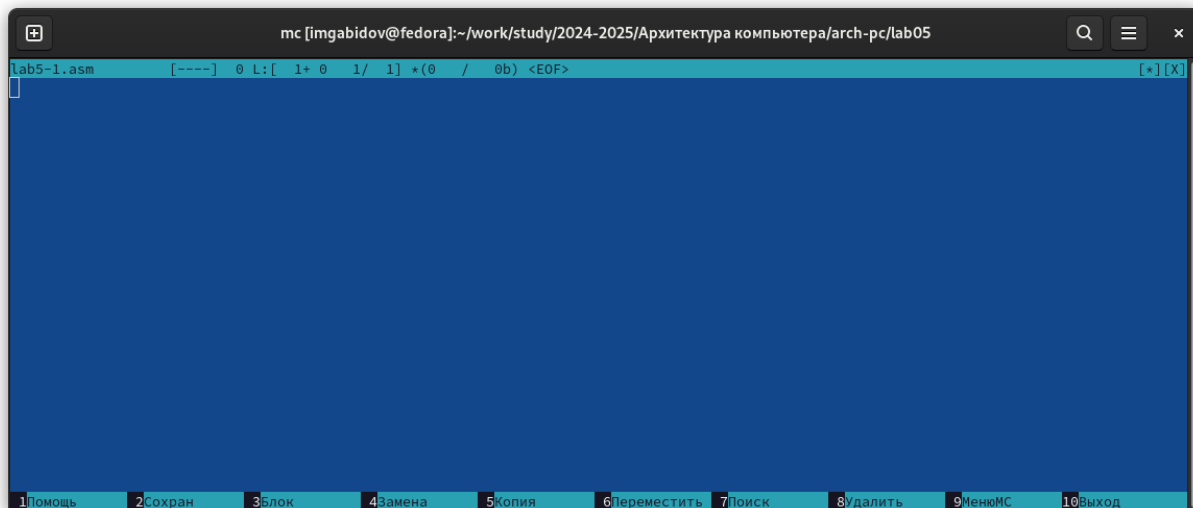 mc [imgabidov@fedora]:~/work/study/2024-2025/Архитектура компьютера/arch-pc/lab05
lab5-1.asm [----] 0 L:[ 1+ 0 1/ 1] *(0 / 0b) <EOF> [*][X]
1Помощь 2Сохран 3Блок 4Замена 5Копия 6Переместить 7Поиск 8Удалить 9МенюMC 10Выход